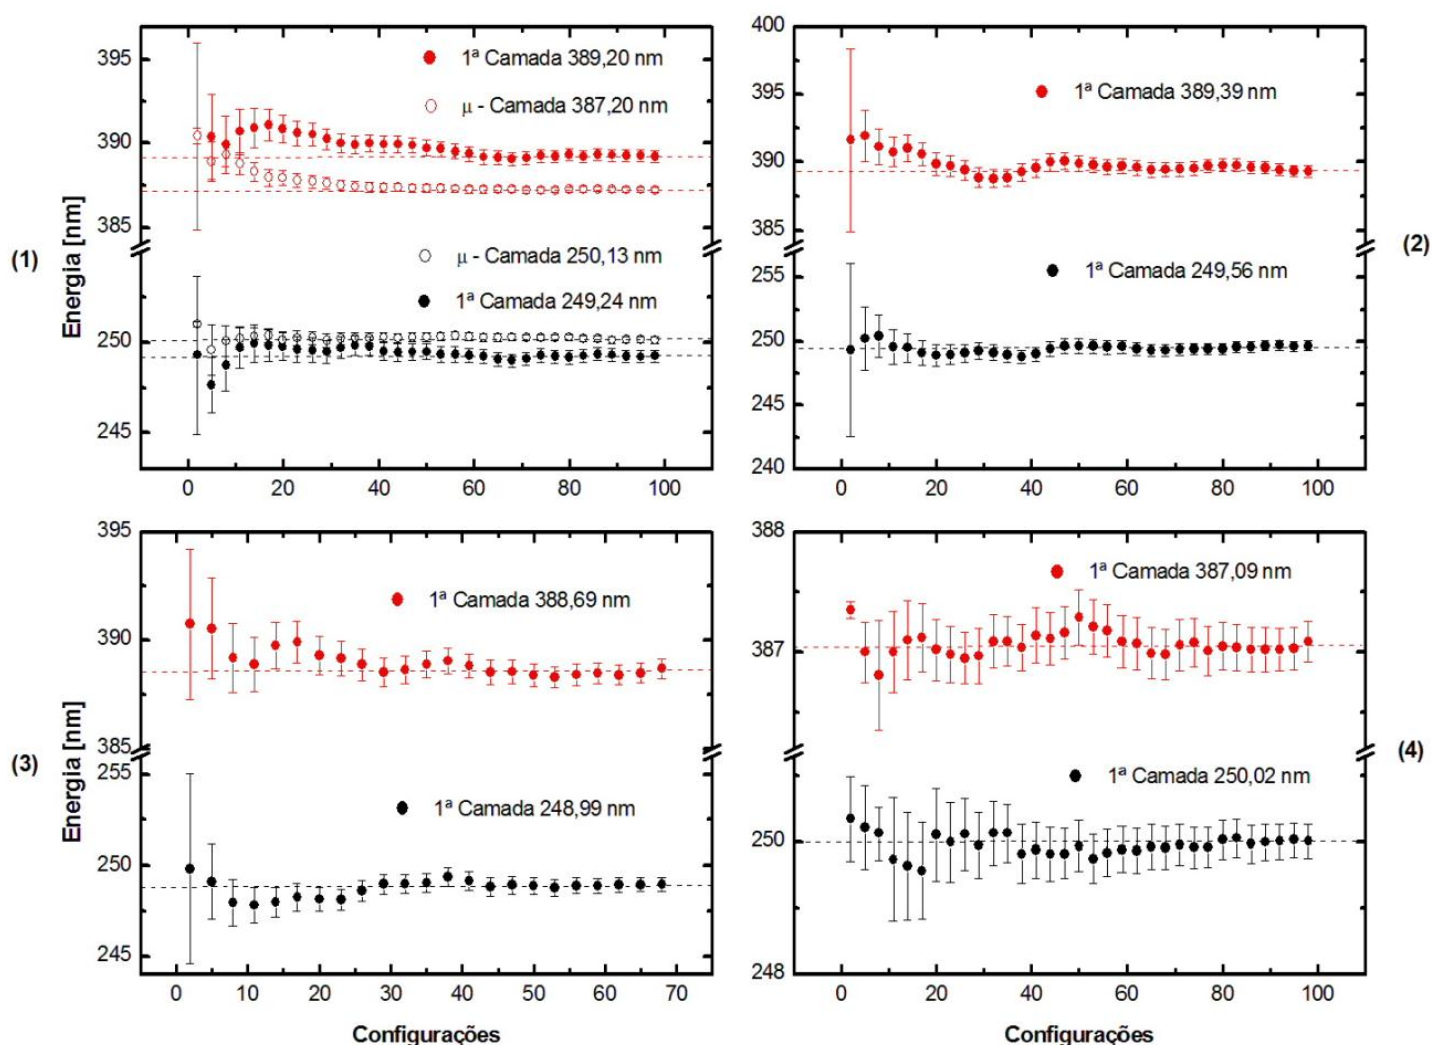 (1)
Energia [nm]
395
390
385
250
245
1ª Camada 389,20 nm
μ - Camada 387,20 nm
μ - Camada 250,13 nm
1ª Camada 249,24 nm
0 20 40 60 80 100
(2)
400
395
390
385
255
250
245
240
1ª Camada 389,39 nm
1ª Camada 249,56 nm
0 20 40 60 80 100
(3)
Energia [nm]
395
390
385
255
250
245
1ª Camada 388,69 nm
1ª Camada 248,99 nm
0 10 20 30 40 50 60 70
Configurações
(4)
388
387
250
248
1ª Camada 387,09 nm
1ª Camada 250,02 nm
0 20 40 60 80 100
Configurações